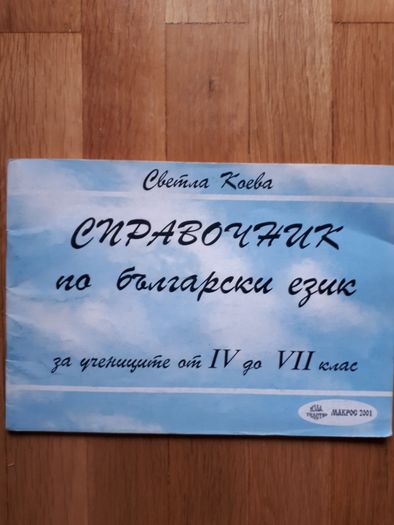 Светла Коева
СПРАВОЧНИК
по български език
за учениците от IV до VII клас
МАКРОС 2001